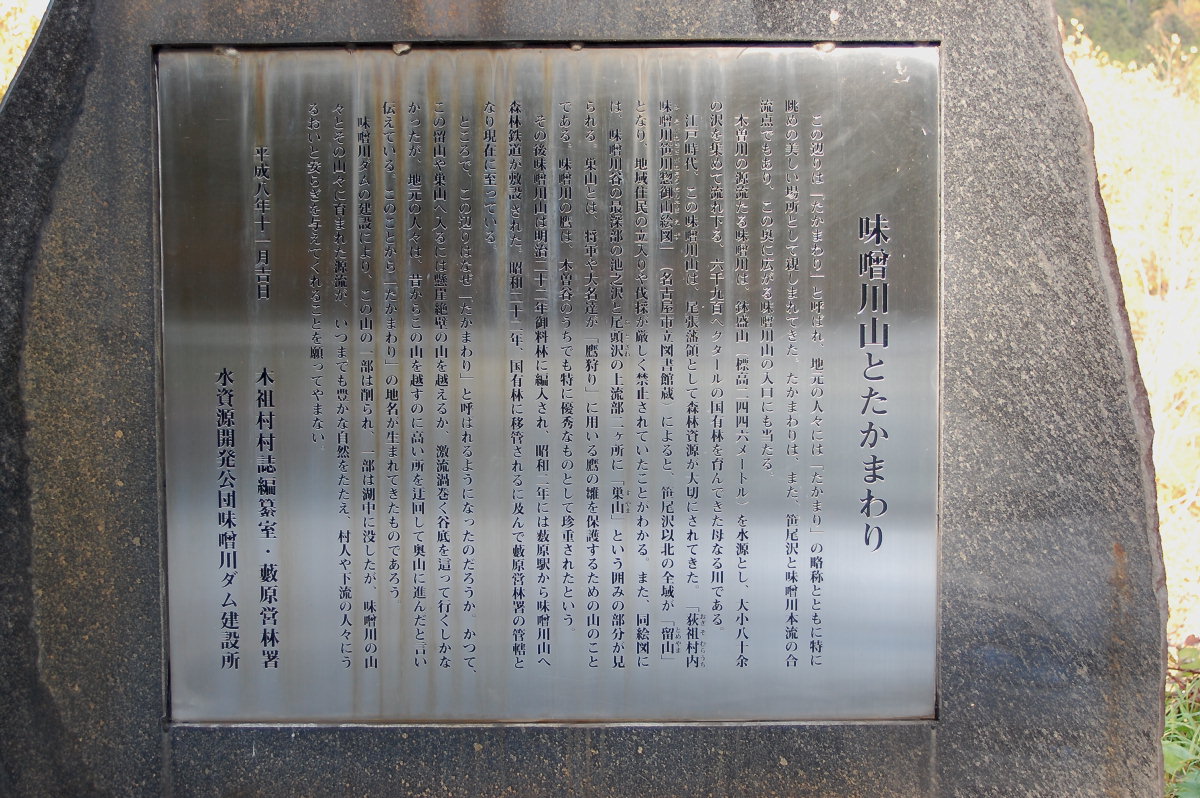 味噌川山とたかまわり
この辺りは「たかまわり」と呼ばれ、地元の人々には「たかまり」の略称とともに特に
眺めの美しい場所として親しまれてきた。たかまわりは、また、笹尾沢と味噌川本流の合
流点でもあり、この奥に広がる味噌川山の入口にも当たる。
木曽川の源流たる味噌川は、鉢盛山（標高二四四六メートル）を水源とし、大小八十余
の沢を集めて流れ下る、六千九百ヘクタールの国有林を育んできた母なる川である。
江戸時代、この味噌川山は、尾張藩領として森林資源が大切にされてきた。「荻祖村内
味噌川笹川惣御山絵図」（名古屋市立図書館蔵）によると、笹尾沢以北の全域が「留山」
となり、地域住民の立入りや伐採が厳しく禁止されていたことがわかる。また、同絵図に
は、味噌川谷の最深部の池之沢と尾頭沢の上流部二ヶ所に「巣山」という囲みの部分が見
られる。巣山とは、将軍や大名達が「鷹狩り」に用いる鷹の雛を保護するための山のこと
である。味噌川の鷹は、木曽谷のうちでも特に優秀なものとして珍重されたという。
その後味噌川山は明治二十二年御料林に編入され、昭和二年には薮原駅から味噌川山へ
森林鉄道が敷設された。昭和二十二年、国有林に移管されるに及んで藪原営林署の管轄と
なり現在に至っている。
ところで、この辺りはなぜ「たかまわり」と呼ばれるようになったのだろうか。かつて、
この留山や巣山へ入るには懸崖絶壁の山を越えるか、激流渦巻く谷底を這って行くしかな
かったが、地元の人々は、昔からこの山を越すのに高い所を迂回して奥山に進んだと言い
伝えている。このことから「たかまわり」の地名が生まれてきたものであろう。
味噌川ダムの建設により、この山の一部は削られ、一部は湖中に没したが、味噌川の山
々とその山々に育まれた源流が、いつまでも豊かな自然をたたえ、村人や下流の人々にう
るおいと安らぎを与えてくれることを願ってやまない。
平成八年十一月吉日
木祖村村誌編纂室・藪原営林署
水資源開発公団味噌川ダム建設所